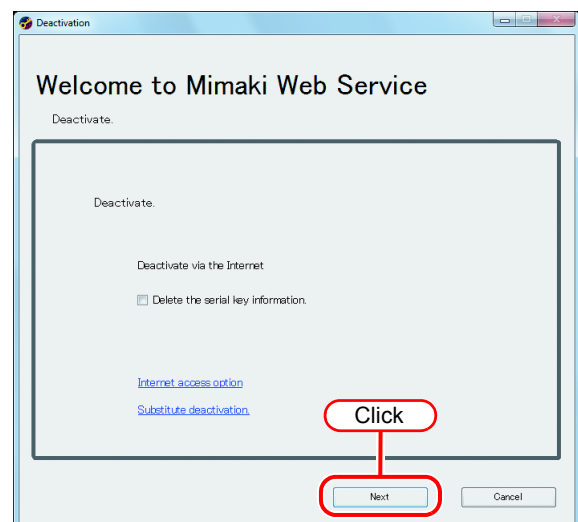 Deactivation
Welcome to Mimaki Web Service
Deactivate.
Deactivate.
Deactivate via the Internet
Delete the serial key information.
Internet access option
Substitute deactivation.
Click
Next
Cancel